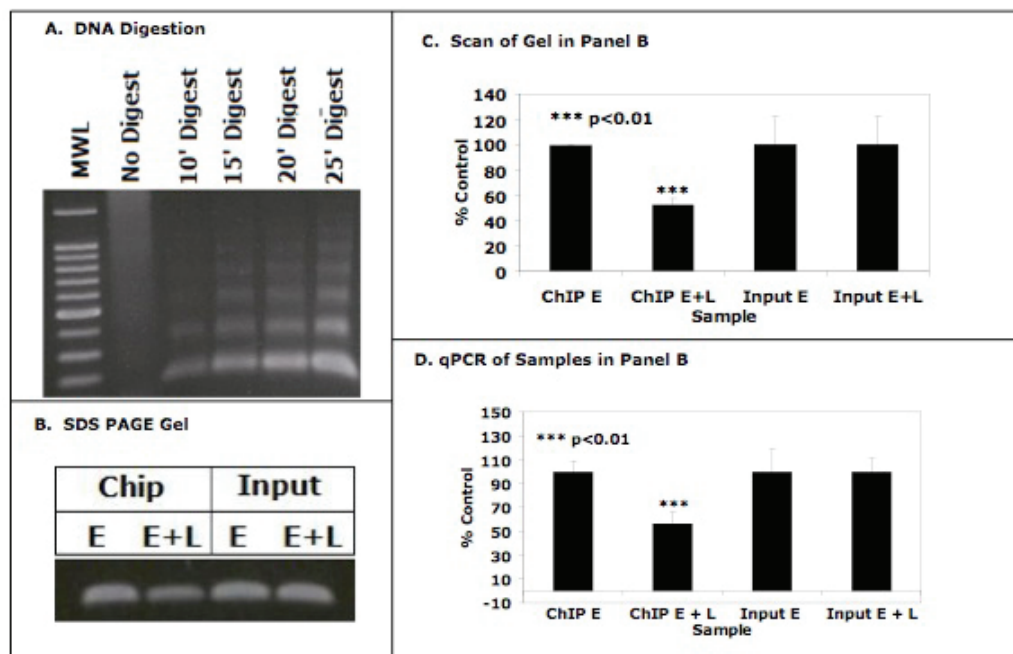 A. DNA Digestion
MWL
No Digest
10' Digest
15' Digest
20' Digest
25' Digest
B. SDS PAGE Gel
Chip Input
E E+L E E+L
C. Scan of Gel in Panel B
140
120
100
80
60
40
20
0
% Control
*** p<0.01
***
ChIP E ChIP E+L Input E Input E+L
Sample
D. qPCR of Samples in Panel B
150
130
110
90
70
50
30
10
-10
% Control
*** p<0.01
***
ChIP E ChIP E + L Input E Input E + L
Sample